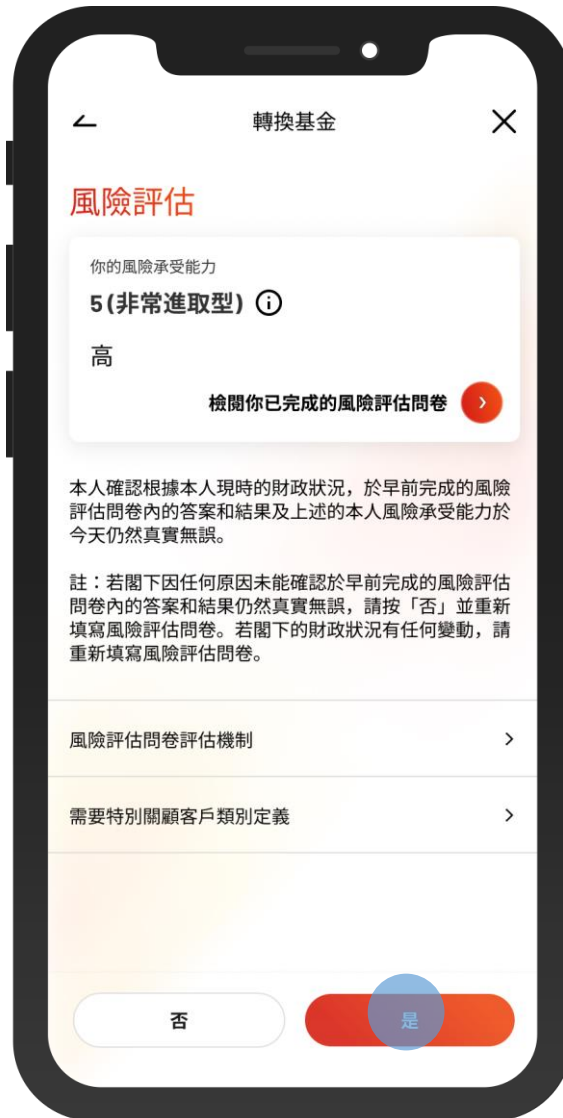 轉換基金
風險評估
你的風險承受能力
5(非常進取型)
高
檢閱你已完成的風險評估問卷
本人確認根據本人現時的財政狀況，於早前完成的風險
評估問卷內的答案和結果及上述的本人風險承受能力於
今天仍然真實無誤。
註：若閣下因任何原因未能確認於早前完成的風險評估
問卷內的答案和結果仍然真實無誤，請按「否」並重新
填寫風險評估問卷。若閣下的財政狀況有任何變動，請
重新填寫風險評估問卷。
風險評估問卷評估機制
需要特別關顧客戶類別定義
否
是